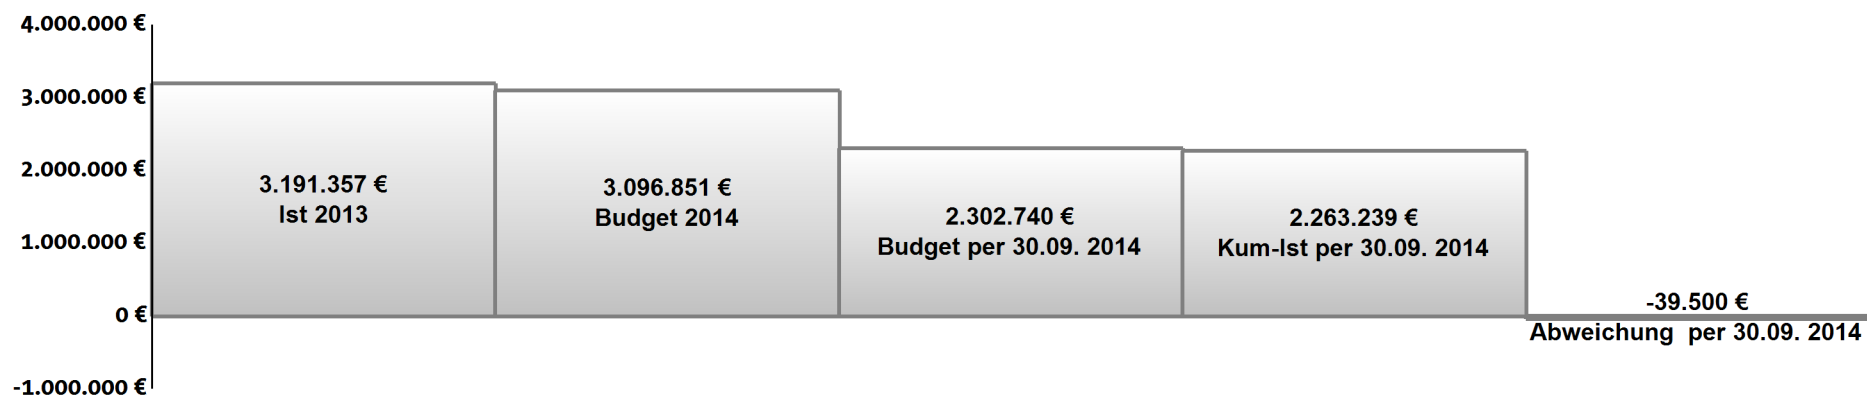 4.000.000 €
3.000.000 €
2.000.000 €
1.000.000 €
0 €
-1.000.000 €
3.191.357 €
Ist 2013
3.096.851 €
Budget 2014
2.302.740 €
Budget per 30.09. 2014
2.263.239 €
Kum-Ist per 30.09. 2014
-39.500 €
Abweichung  per 30.09. 2014